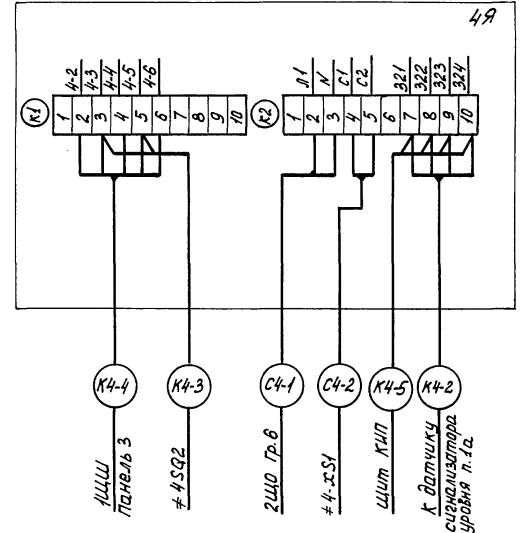 4Я
4-2
4-3
4-4
4-5
4-6
Л1
N
С1
С2
321
322
323
324
К1
1
2
3
4
5
6
7
8
9
10
К2
1
2
3
4
5
6
7
8
9
10
К4-4
К4-3
С4-1
С4-2
К4-5
К4-2
1ЩШ
панель 3
≠4SQ2
2ЩО гр.6
≠4-XS1
щит КИП
К датчику
сигнализатора
уровня п.1а